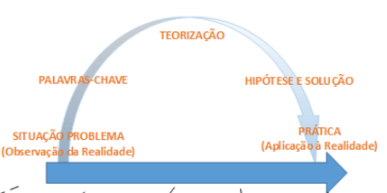 TEORIZAÇÃO
PALAVRAS-CHAVE
HIPÓTESE E SOLUÇÃO
SITUAÇÃO PROBLEMA
(Observação da Realidade)
PRÁTICA
(Aplicação à Realidade)